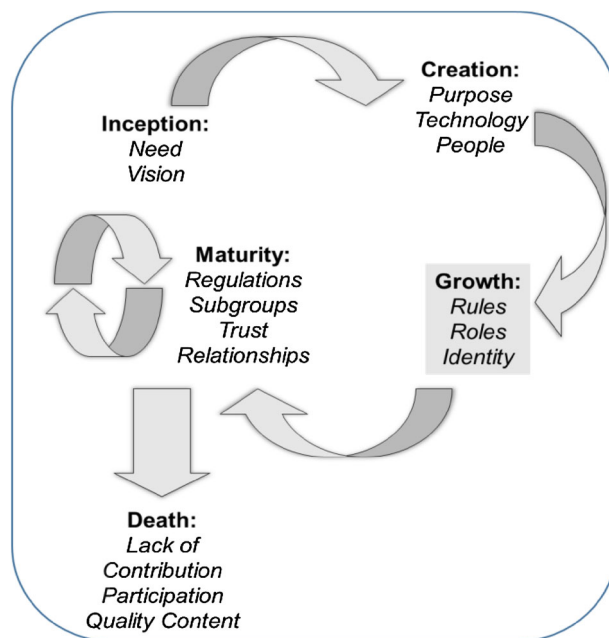 Inception:
Need
Vision
Creation:
Purpose
Technology
People
Growth:
Rules
Roles
Identity
Maturity:
Regulations
Subgroups
Trust
Relationships
Death:
Lack of
Contribution
Participation
Quality Content